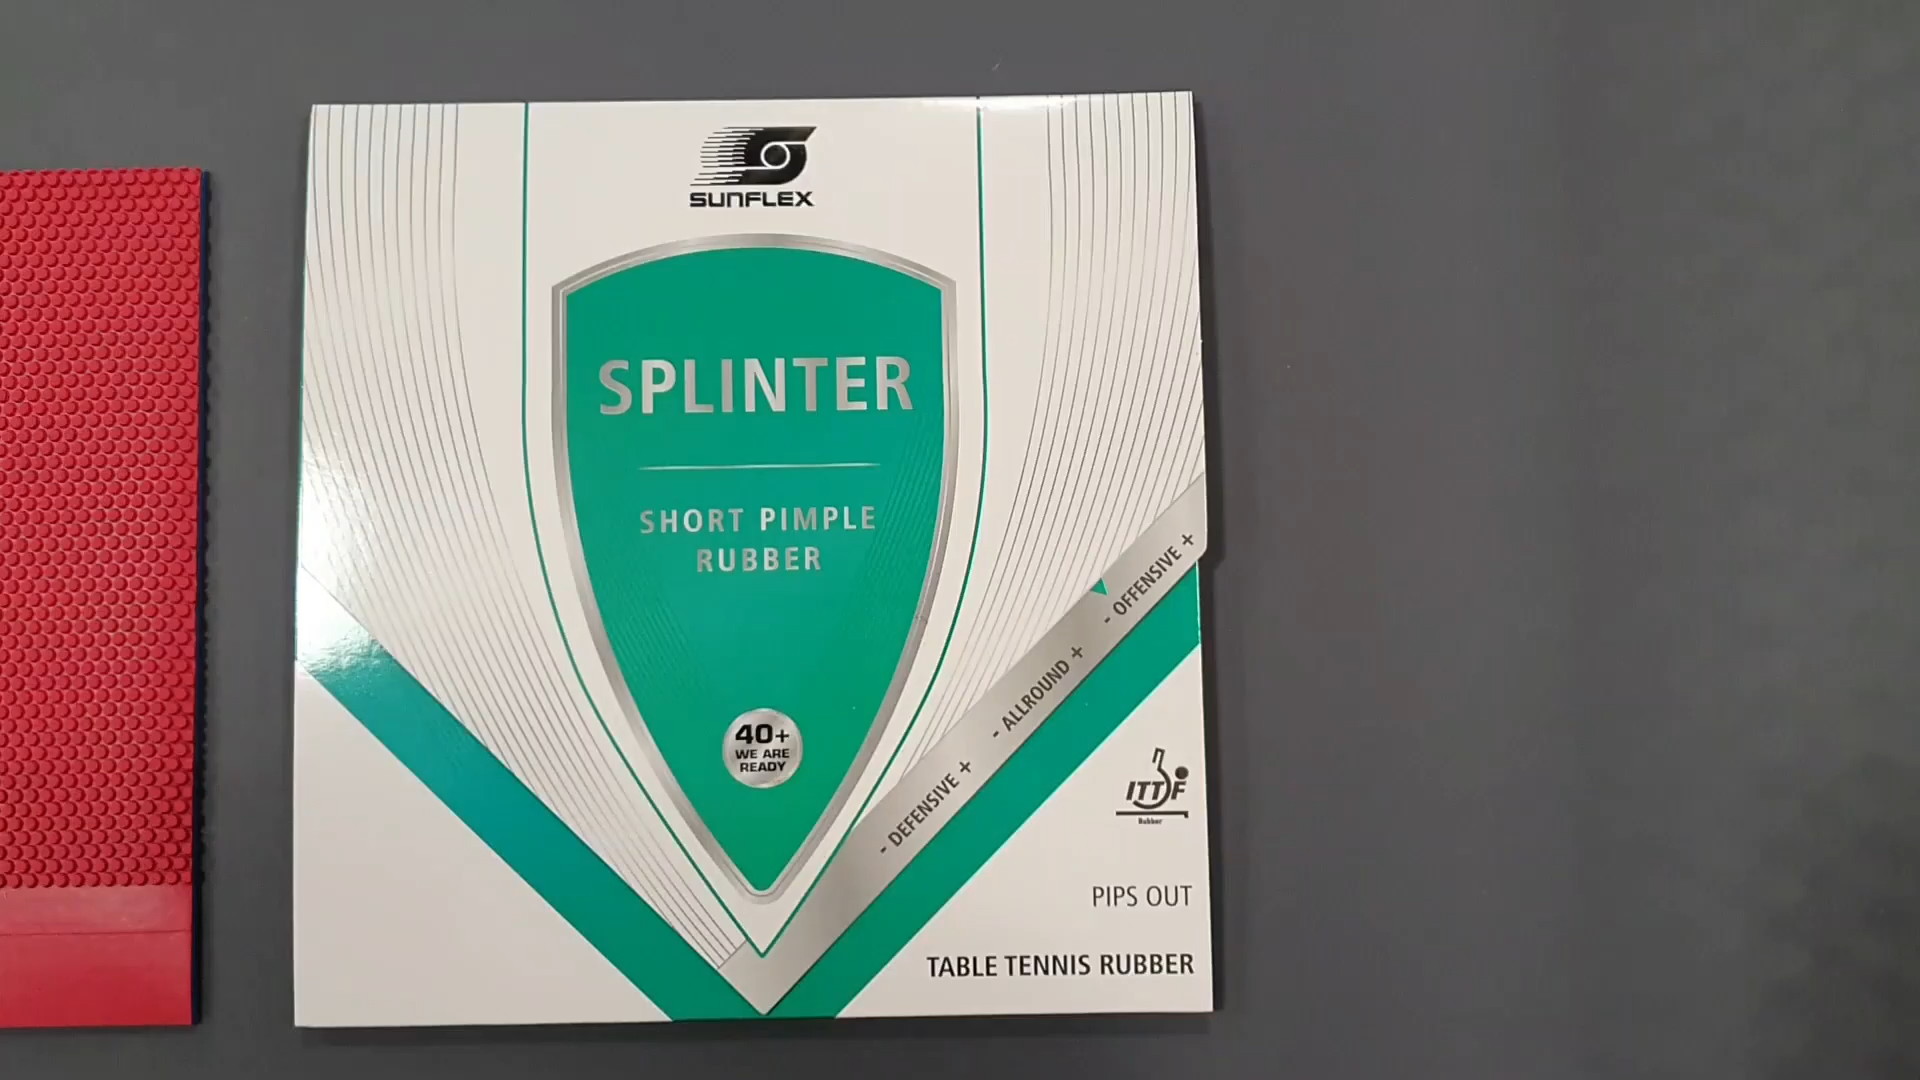 SUNFLEX
SPLINTER
SHORT PIMPLE
RUBBER
40+
WE ARE
READY
- DEFENSIVE +
- ALLROUND +
- OFFENSIVE +
ITTF
Rubber
PIPS OUT
TABLE TENNIS RUBBER